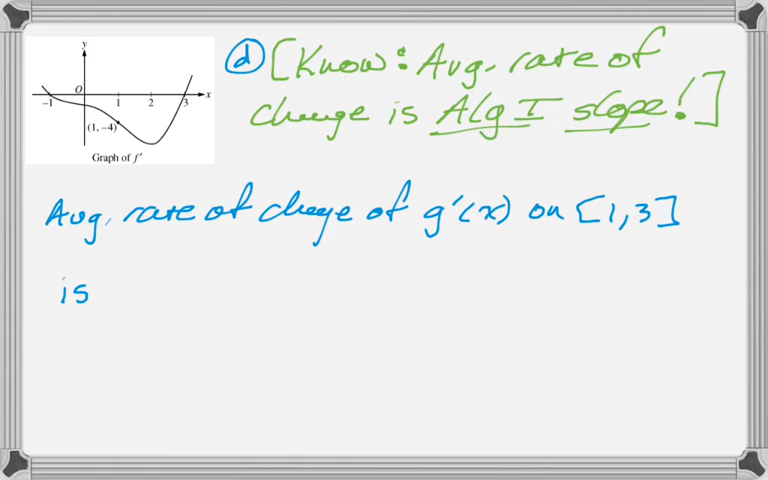 y
O
x
-1
1
2
3
(1, -4)
Graph of f'
(d) [Know: Avg. rate of
change is Alg I slope!]
Avg. rate of change of g'(x) on [1,3]
is